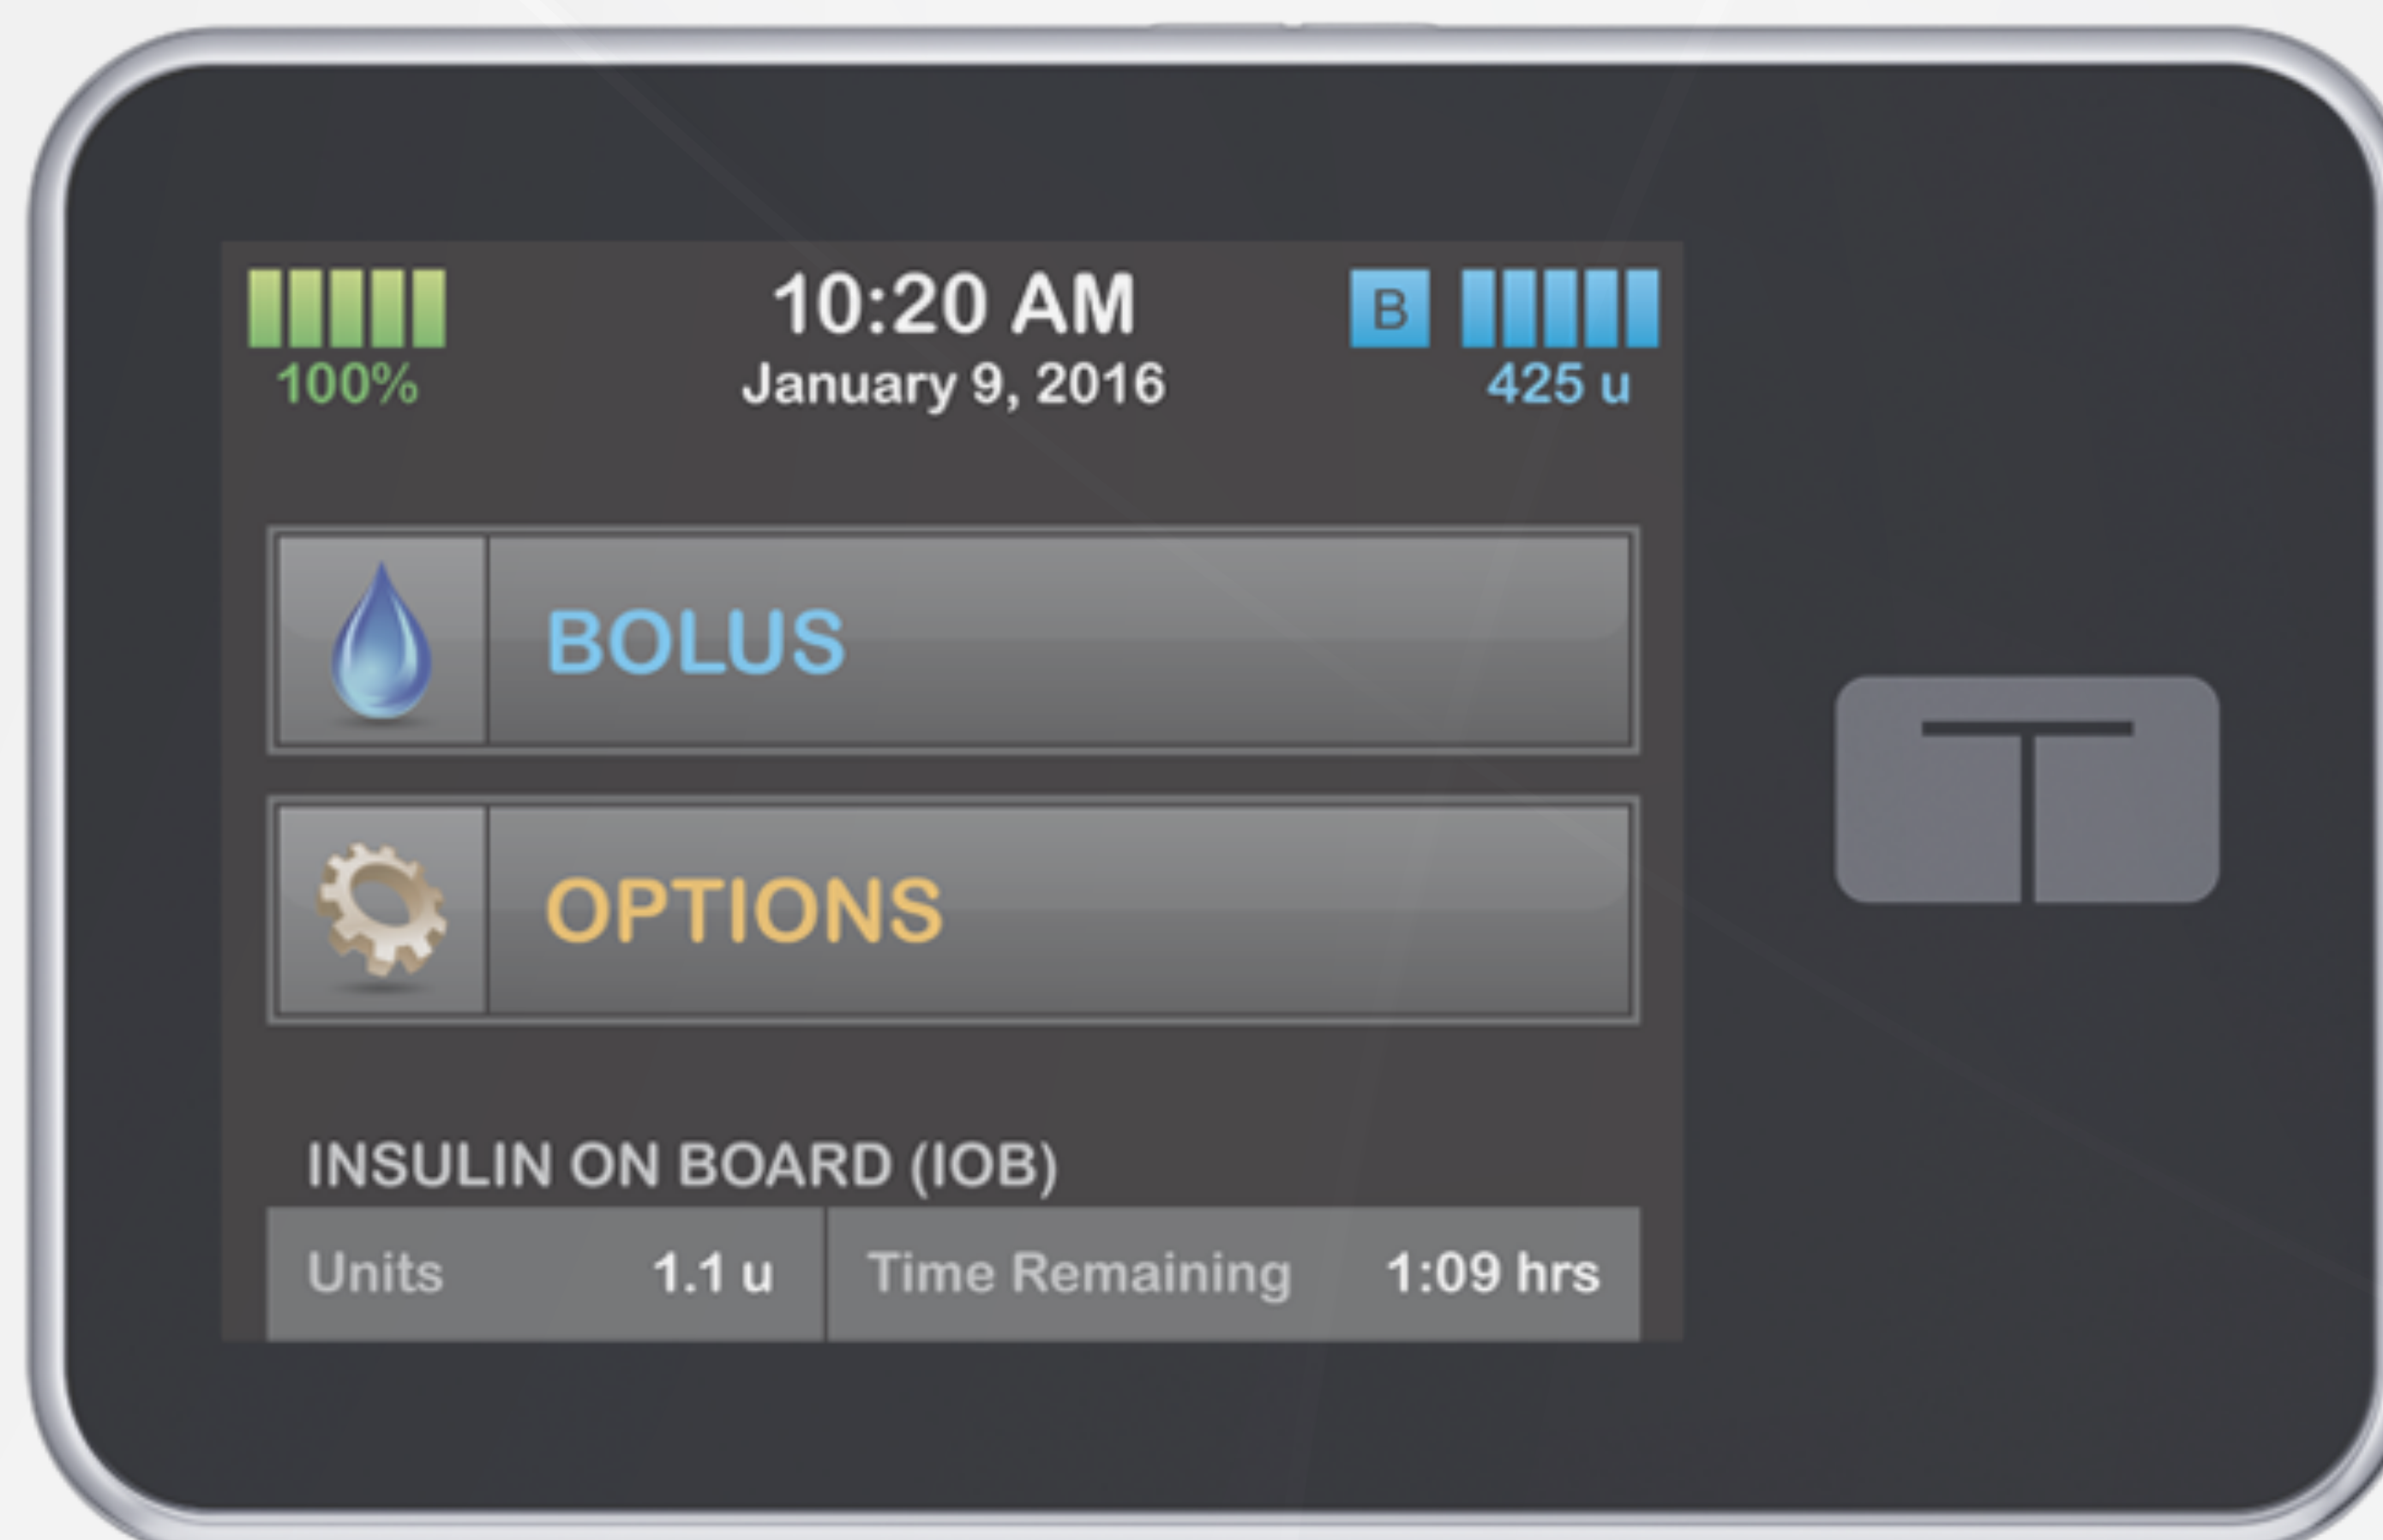 10:20 AM
B
100%
January 9, 2016
425 u
BOLUS
OPTIONS
INSULIN ON BOARD (IOB)
Units 1.1 u Time Remaining 1:09 hrs
T